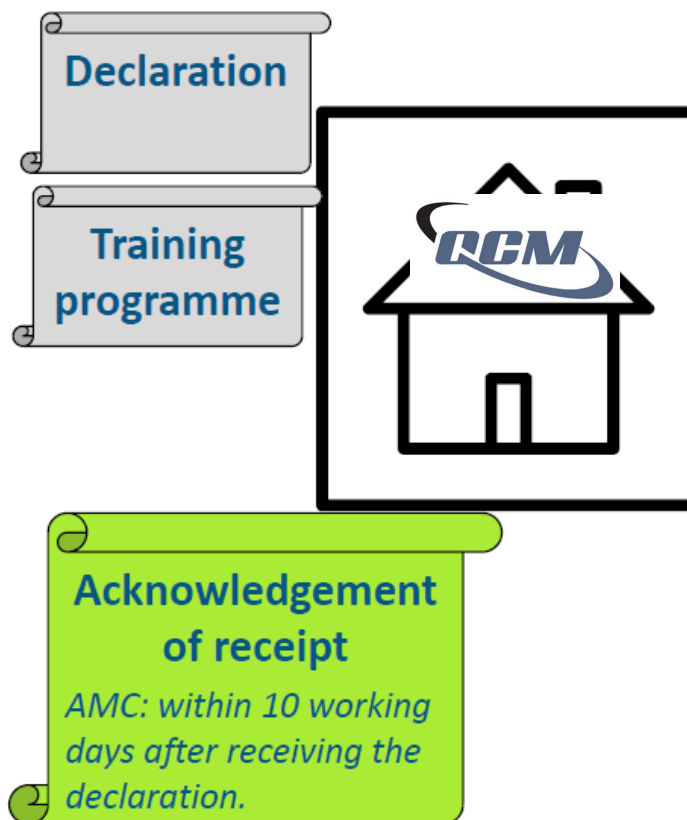 Declaration
Training
programme
QCM
Acknowledgement
of receipt
AMC: within 10 working
days after receiving the
declaration.